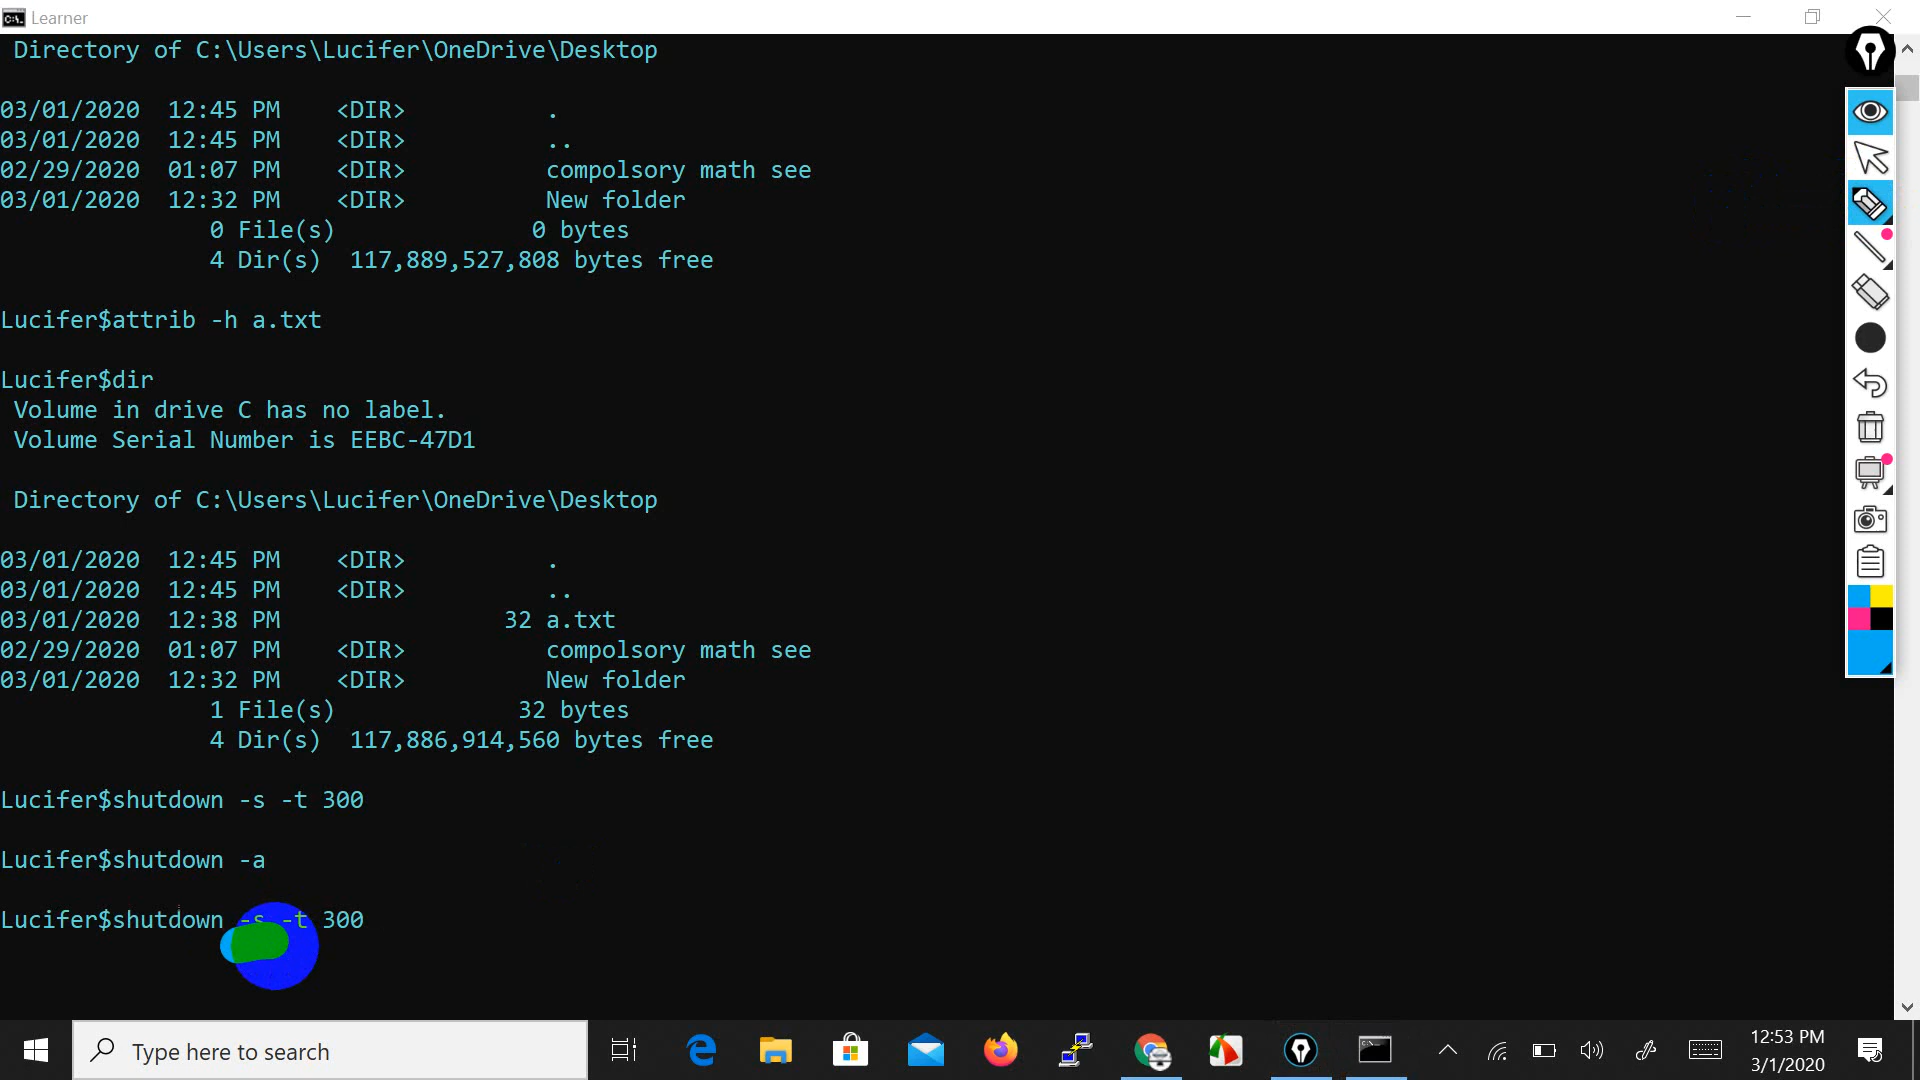 Learner
Directory of C:\Users\Lucifer\OneDrive\Desktop
03/01/2020 12:45 PM <DIR> .
03/01/2020 12:45 PM <DIR> ..
02/29/2020 01:07 PM <DIR> compolsory math see
03/01/2020 12:32 PM <DIR> New folder
0 File(s) 0 bytes
4 Dir(s) 117,889,527,808 bytes free
Lucifer$attrib -h a.txt
Lucifer$dir
Volume in drive C has no label.
Volume Serial Number is EEBC-47D1
Directory of C:\Users\Lucifer\OneDrive\Desktop
03/01/2020 12:45 PM <DIR> .
03/01/2020 12:45 PM <DIR> ..
03/01/2020 12:38 PM 32 a.txt
02/29/2020 01:07 PM <DIR> compolsory math see
03/01/2020 12:32 PM <DIR> New folder
1 File(s) 32 bytes
4 Dir(s) 117,886,914,560 bytes free
Lucifer$shutdown -s -t 300
Lucifer$shutdown -a
Lucifer$shutdown -s -t 300
Type here to search
12:53 PM
3/1/2020